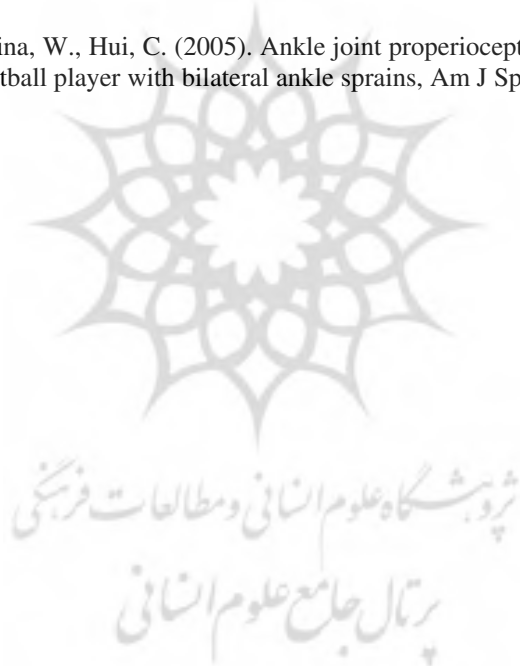 ina, W., Hui, C. (2005). Ankle joint properiocept
tball player with bilateral ankle sprains, Am J Sp
پژوهشگاه علوم انسانی و مطالعات فرهنگی
پرتال جامع علوم انسانی